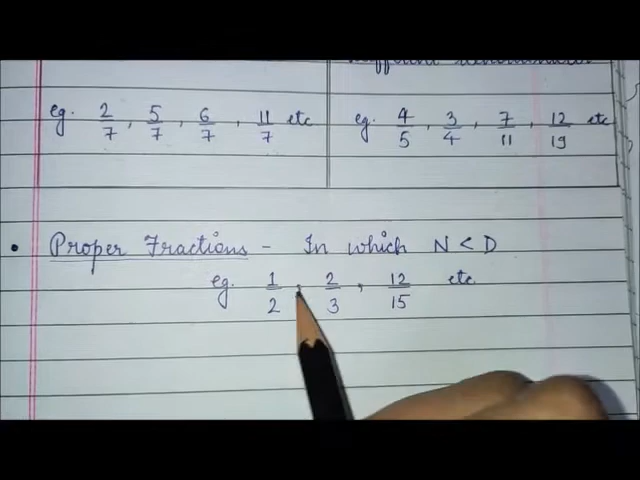 eg. 2/7, 5/7, 6/7, 11/7 etc
eg. 4/5, 3/4, 7/11, 12/19 etc
• Proper Fractions - In which N < D
eg. 1/2, 2/3, 12/15 etc.